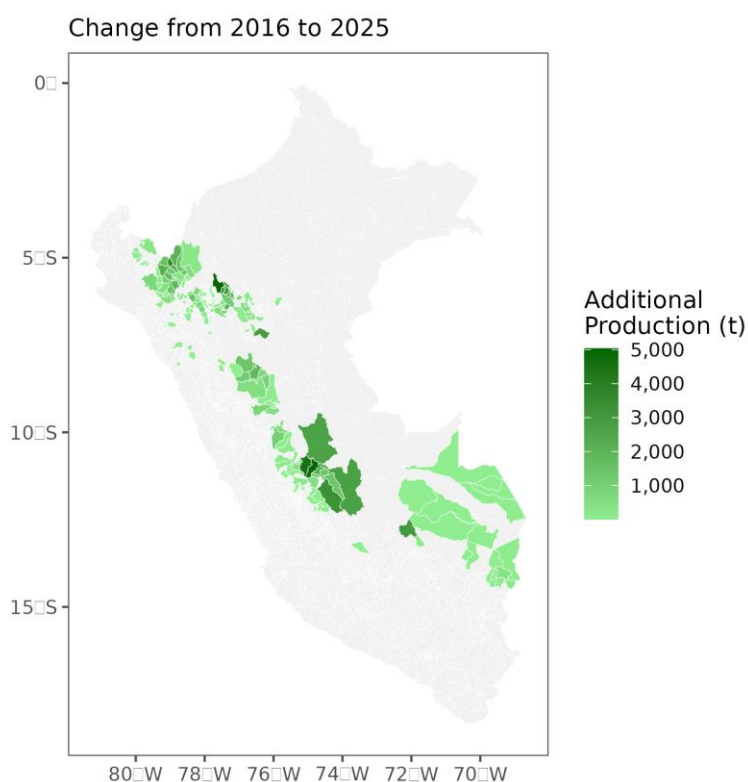 Change from 2016 to 2025
0▯
5▯S
10▯S
15▯S
80▯W
78▯W
76▯W
74▯W
72▯W
70▯W
Additional
Production (t)
5,000
4,000
3,000
2,000
1,000